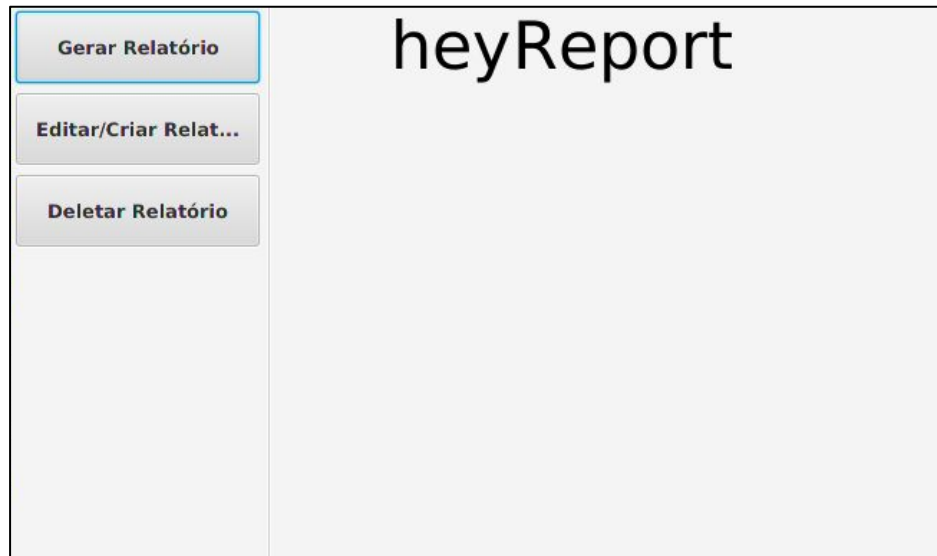 Gerar Relatório
heyReport
Editar/Criar Relat...
Deletar Relatório